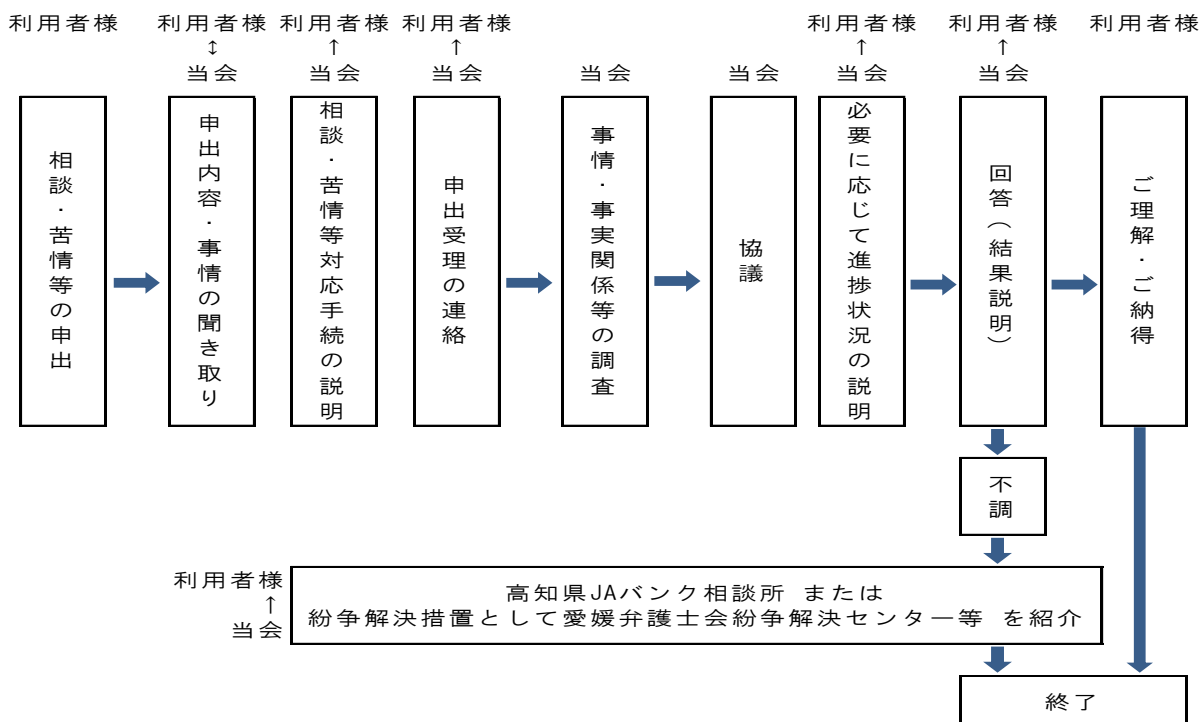 利用者様
利用者様
↕
当会
利用者様
↑
当会
利用者様
↑
当会
当会
当会
利用者様
↑
当会
利用者様
↑
当会
利用者様
相談・苦情等の申出
申出内容・事情の聞き取り
相談・苦情等対応手続の説明
申出受理の連絡
事情・事実関係等の調査
協議
必要に応じて進捗状況の説明
回答(結果説明)
ご理解・ご納得
不調
利用者様
↑
当会
高知県JAバンク相談所 または
紛争解決措置として愛媛弁護士会紛争解決センター等 を紹介
終了